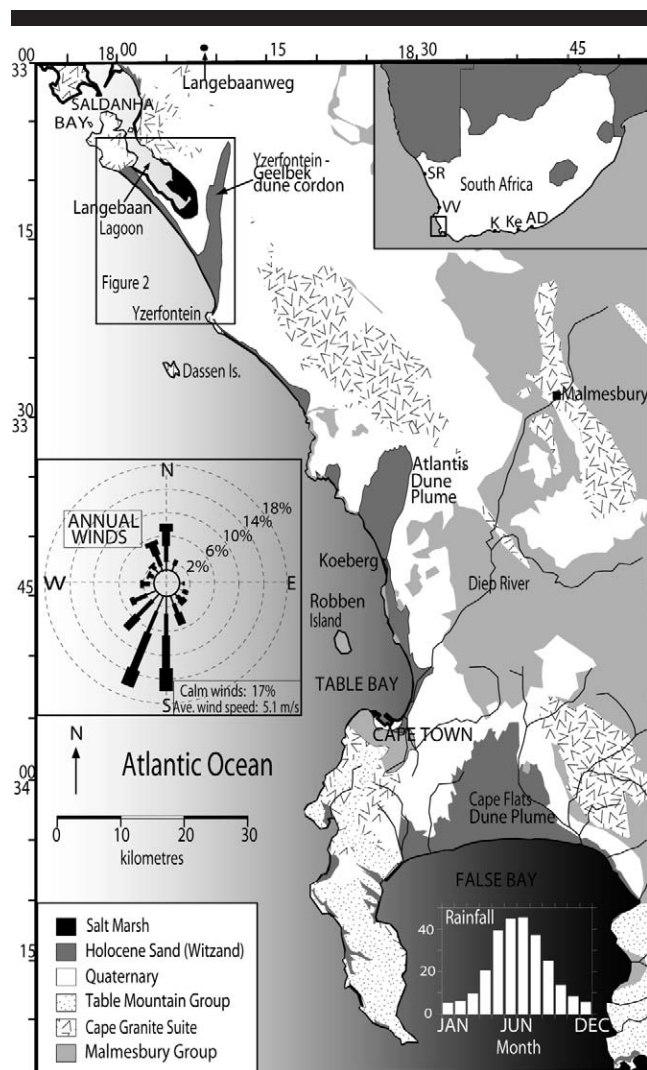 00
33
18 00
15
18 30
45
Langebaanweg
SALDANHA
BAY
Yzerfontein -
Geelbek
dune cordon
Langebaan
Lagoon
Figure 2
Yzerfontein
15
South Africa
SR
VV
K Ke AD
Dassen Is.
33
30
Malmesbury
Atlantis
Dune
Plume
N
ANNUAL
WINDS
18%
14%
10%
6%
2%
W
E
S
Calm winds: 17%
Ave. wind speed: 5.1 m/s
45
Koeberg
Diep River
Robben
Island
TABLE BAY
CAPE TOWN
N
Atlantic Ocean
00
34
0 10 20 30
kilometres
Cape Flats
Dune Plume
FALSE BAY
Rainfall
40
20
0
JAN JUN DEC
Month
15
Salt Marsh
Holocene Sand (Witzand)
Quaternary
Table Mountain Group
Cape Granite Suite
Malmesbury Group